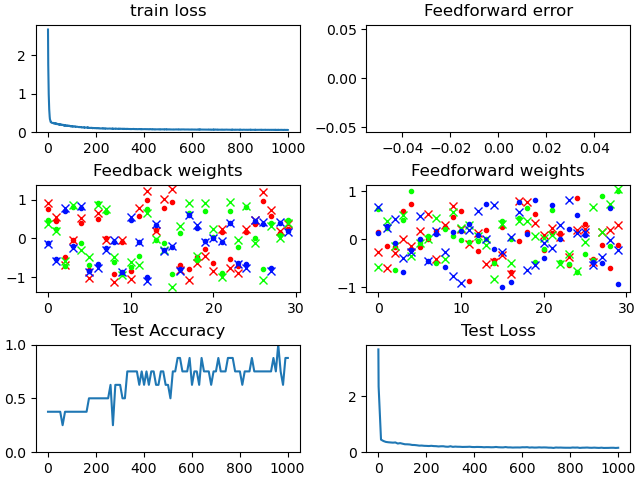 train loss
2
1
0
0 200 400 600 800 1000
Feedforward error
0.05
0.00
−0.05
−0.04 −0.02 0.00 0.02 0.04
Feedback weights
1
0
−1
0 10 20 30
Feedforward weights
1
0
−1
0 10 20 30
Test Accuracy
1.0
0.5
0.0
0 200 400 600 800 1000
Test Loss
2
0
0 200 400 600 800 1000